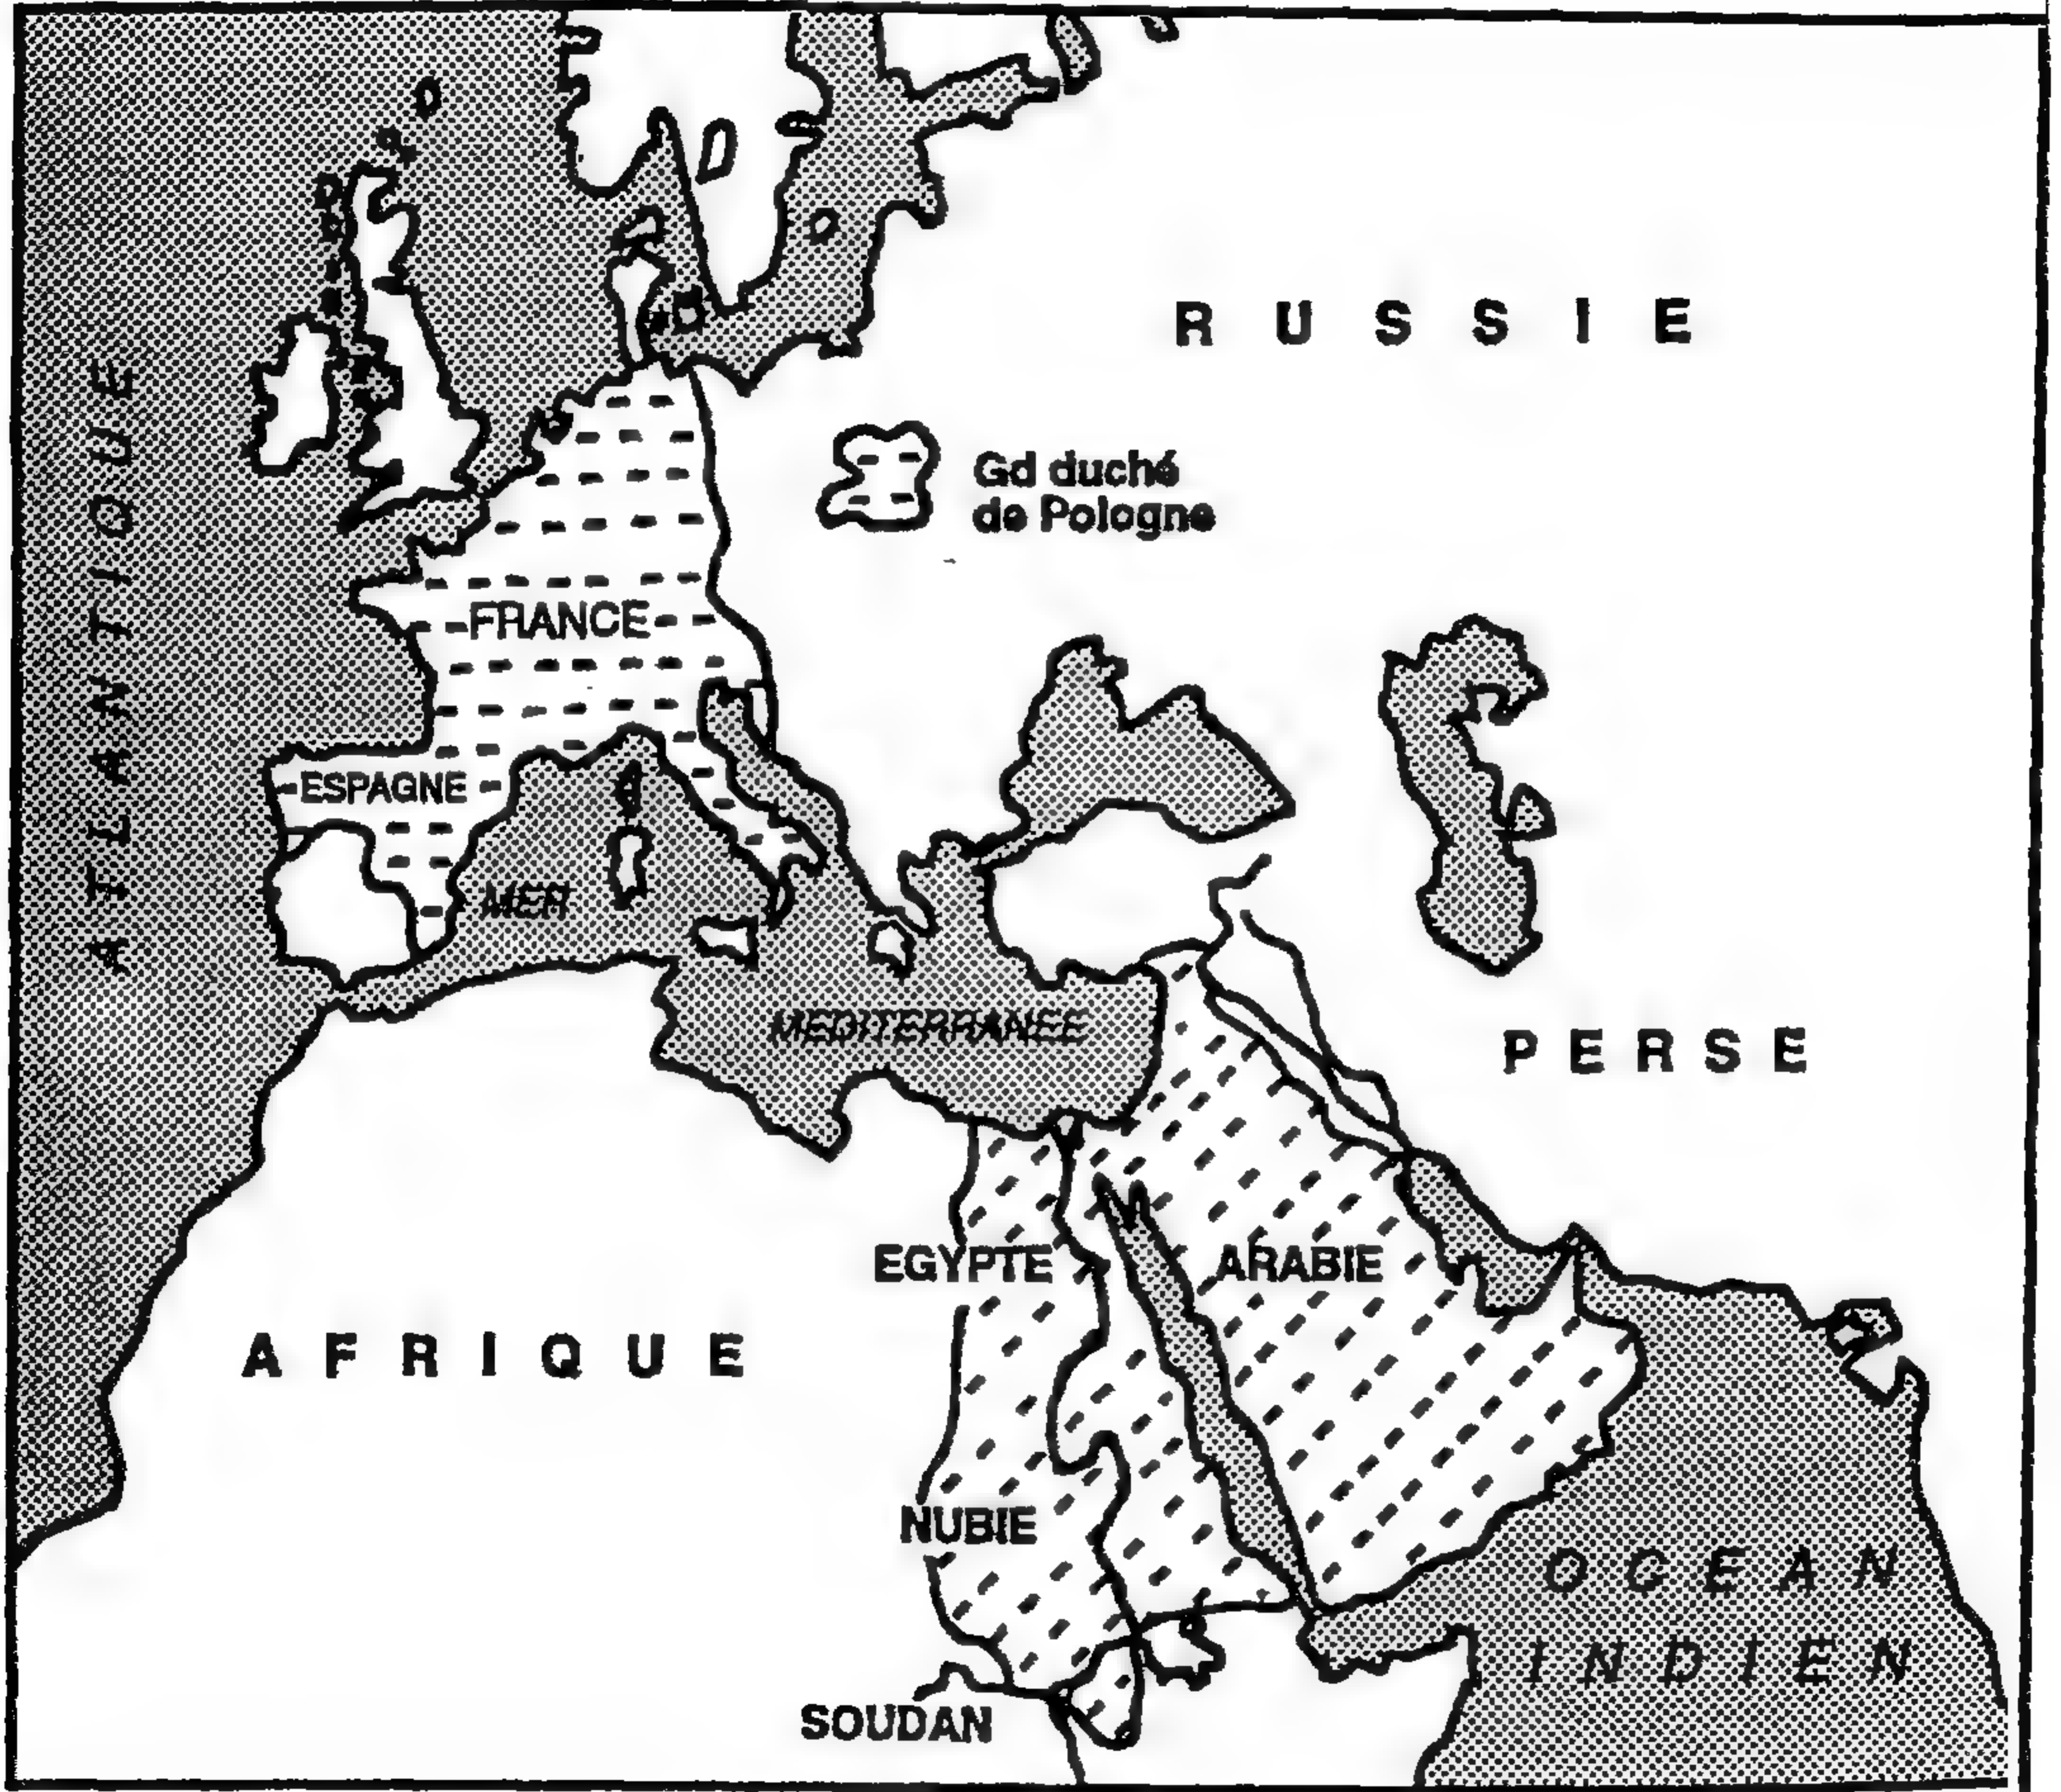 RUSSIE
ATLANTIQUE
Gd duché
de Pologne
FRANCE
ESPAGNE
MER
MEDITERRANEE
PERSE
EGYPTE
ARABIE
AFRIQUE
NUBIE
OCEAN
INDIEN
SOUDAN